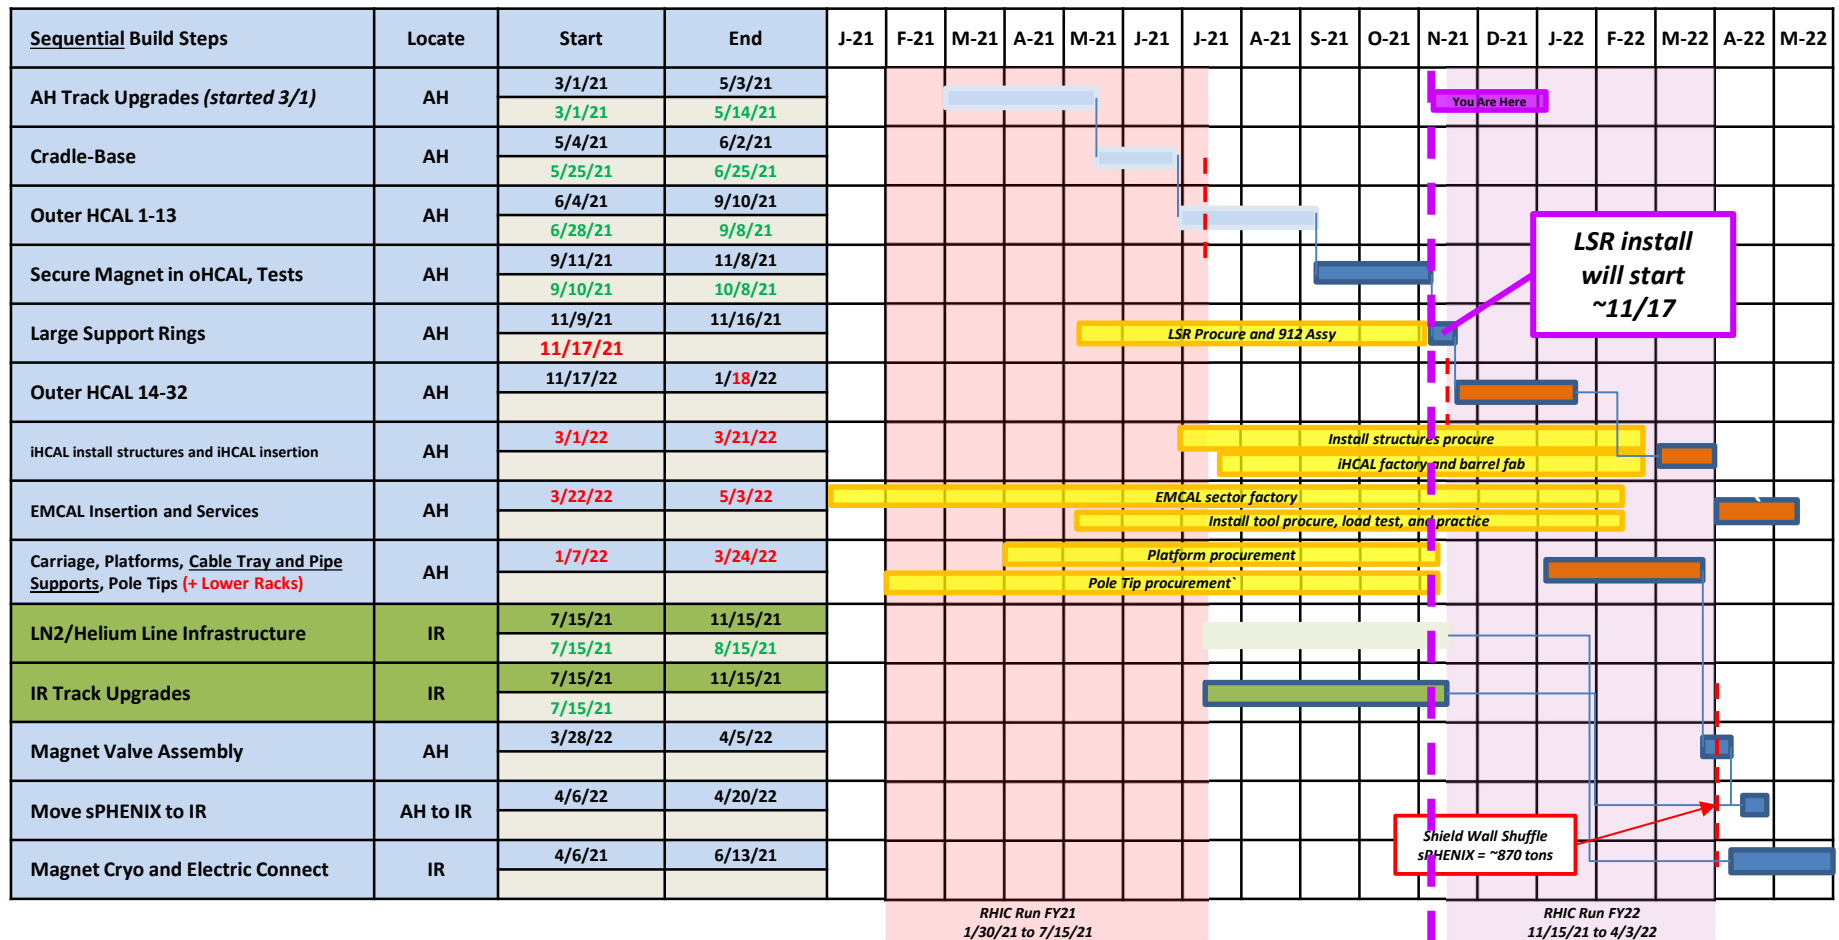 Sequential Build Steps Locate Start End J-21 F-21 M-21 A-21 M-21 J-21 J-21 A-21 S-21 O-21 N-21 D-21 J-22 F-22 M-22 A-22 M-22
AH Track Upgrades (started 3/1) AH 3/1/21 5/3/21
3/1/21 5/14/21
You Are Here
Cradle-Base AH 5/4/21 6/2/21
5/25/21 6/25/21
Outer HCAL 1-13 AH 6/4/21 9/10/21
6/28/21 9/8/21
LSR install
will start
~11/17
Secure Magnet in oHCAL, Tests AH 9/11/21 11/8/21
9/10/21 10/8/21
Large Support Rings AH 11/9/21 11/16/21
11/17/21
LSR Procure and 912 Assy
Outer HCAL 14-32 AH 11/17/22 1/18/22
iHCAL install structures and iHCAL insertion AH 3/1/22 3/21/22
Install structures procure
iHCAL factory and barrel fab
EMCAL Insertion and Services AH 3/22/22 5/3/22
EMCAL sector factory
Install tool procure, load test, and practice
Carriage, Platforms, Cable Tray and Pipe
Supports, Pole Tips (+ Lower Racks) AH 1/7/22 3/24/22
Platform procurement
Pole Tip procurement`
LN2/Helium Line Infrastructure IR 7/15/21 11/15/21
7/15/21 8/15/21
IR Track Upgrades IR 7/15/21 11/15/21
7/15/21
Magnet Valve Assembly AH 3/28/22 4/5/22
Move sPHENIX to IR AH to IR 4/6/22 4/20/22
Shield Wall Shuffle
sPHENIX = ~870 tons
Magnet Cryo and Electric Connect IR 4/6/21 6/13/21
RHIC Run FY21
1/30/21 to 7/15/21
RHIC Run FY22
11/15/21 to 4/3/22